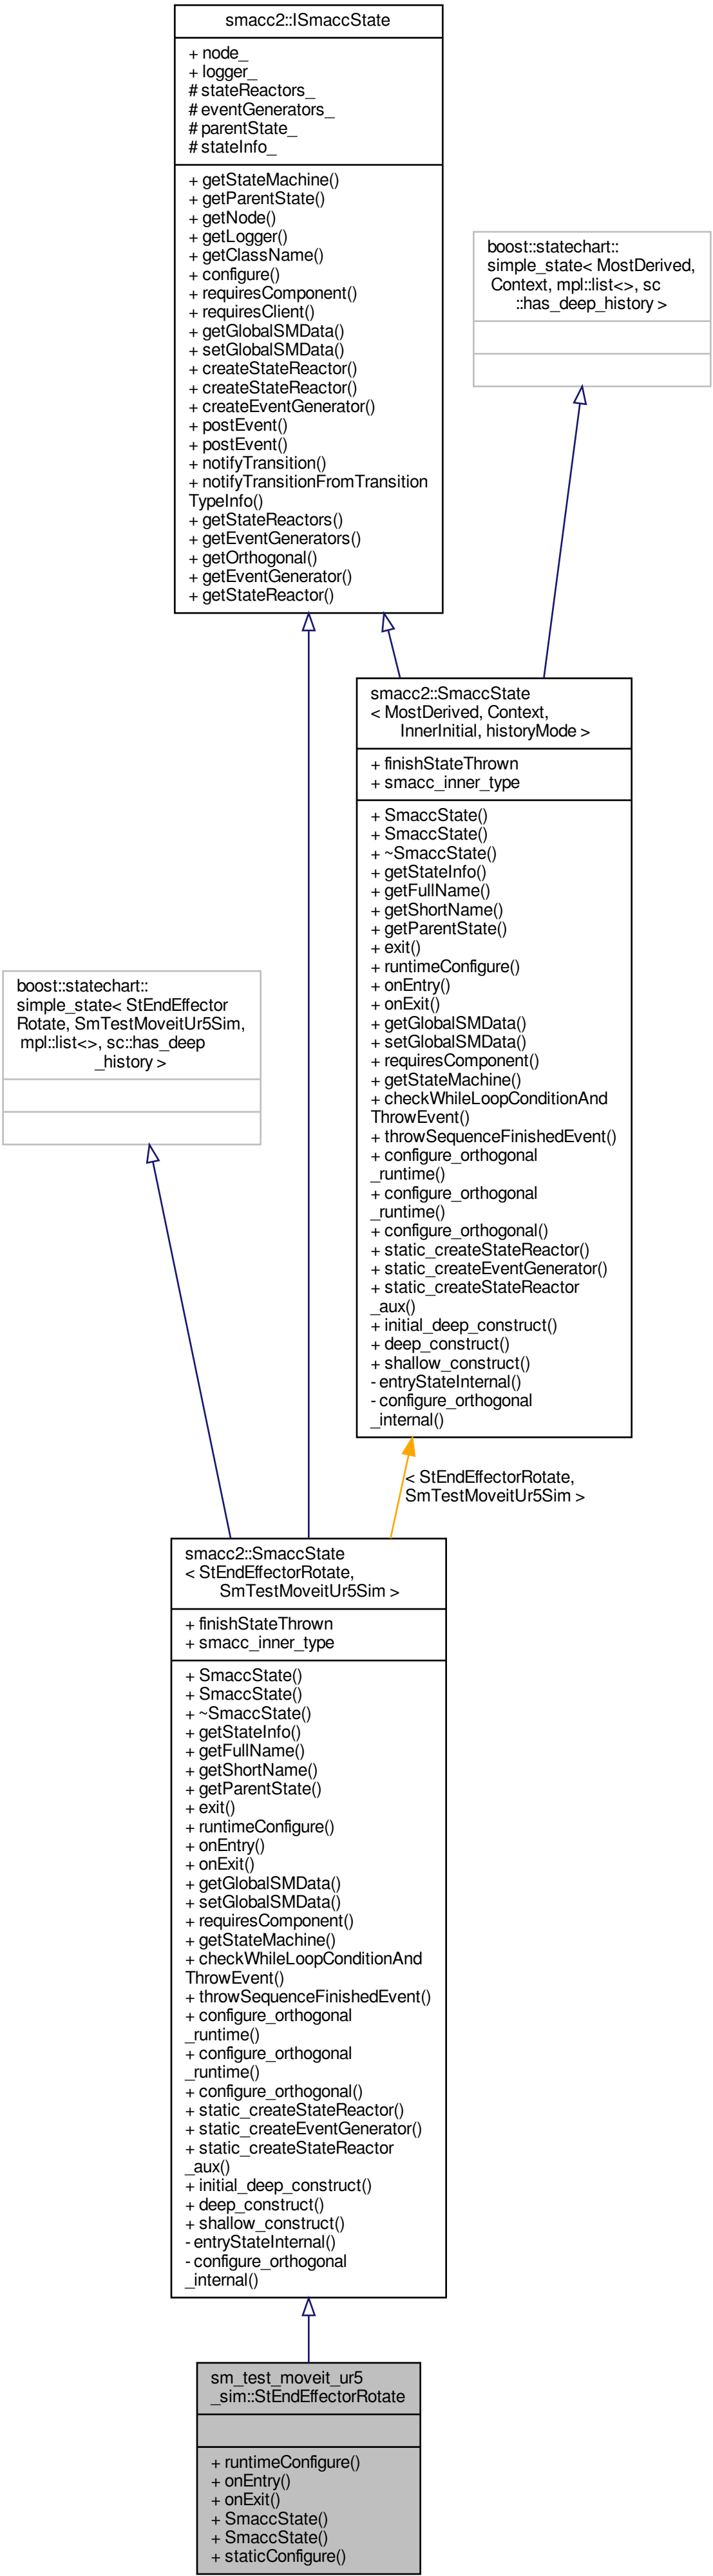 smacc2::ISmaccState
+ node_
+ logger_
# stateReactors_
# eventGenerators_
# parentState_
# stateInfo_
+ getStateMachine()
+ getParentState()
+ getNode()
+ getLogger()
+ getClassName()
+ configure()
+ requiresComponent()
+ requiresClient()
+ getGlobalSMData()
+ setGlobalSMData()
+ createStateReactor()
+ createStateReactor()
+ createEventGenerator()
+ postEvent()
+ postEvent()
+ notifyTransition()
+ notifyTransitionFromTransition
TypeInfo()
+ getStateReactors()
+ getEventGenerators()
+ getOrthogonal()
+ getEventGenerator()
+ getStateReactor()
boost::statechart::
simple_state< MostDerived,
Context, mpl::list<>, sc
::has_deep_history >
smacc2::SmaccState
< MostDerived, Context,
InnerInitial, historyMode >
+ finishStateThrown
+ smacc_inner_type
+ SmaccState()
+ SmaccState()
+ ~SmaccState()
+ getStateInfo()
+ getFullName()
+ getShortName()
+ getParentState()
+ exit()
+ runtimeConfigure()
+ onEntry()
+ onExit()
+ getGlobalSMData()
+ setGlobalSMData()
+ requiresComponent()
+ getStateMachine()
+ checkWhileLoopConditionAnd
ThrowEvent()
+ throwSequenceFinishedEvent()
+ configure_orthogonal
_runtime()
+ configure_orthogonal
_runtime()
+ configure_orthogonal()
+ static_createStateReactor()
+ static_createEventGenerator()
+ static_createStateReactor
_aux()
+ initial_deep_construct()
+ deep_construct()
+ shallow_construct()
- entryStateInternal()
- configure_orthogonal
_internal()
boost::statechart::
simple_state< StEndEffector
Rotate, SmTestMoveitUr5Sim,
mpl::list<>, sc::has_deep
_history >
< StEndEffectorRotate,
SmTestMoveitUr5Sim >
smacc2::SmaccState
< StEndEffectorRotate,
SmTestMoveitUr5Sim >
+ finishStateThrown
+ smacc_inner_type
+ SmaccState()
+ SmaccState()
+ ~SmaccState()
+ getStateInfo()
+ getFullName()
+ getShortName()
+ getParentState()
+ exit()
+ runtimeConfigure()
+ onEntry()
+ onExit()
+ getGlobalSMData()
+ setGlobalSMData()
+ requiresComponent()
+ getStateMachine()
+ checkWhileLoopConditionAnd
ThrowEvent()
+ throwSequenceFinishedEvent()
+ configure_orthogonal
_runtime()
+ configure_orthogonal
_runtime()
+ configure_orthogonal()
+ static_createStateReactor()
+ static_createEventGenerator()
+ static_createStateReactor
_aux()
+ initial_deep_construct()
+ deep_construct()
+ shallow_construct()
- entryStateInternal()
- configure_orthogonal
_internal()
sm_test_moveit_ur5
_sim::StEndEffectorRotate
+ runtimeConfigure()
+ onEntry()
+ onExit()
+ SmaccState()
+ SmaccState()
+ staticConfigure()